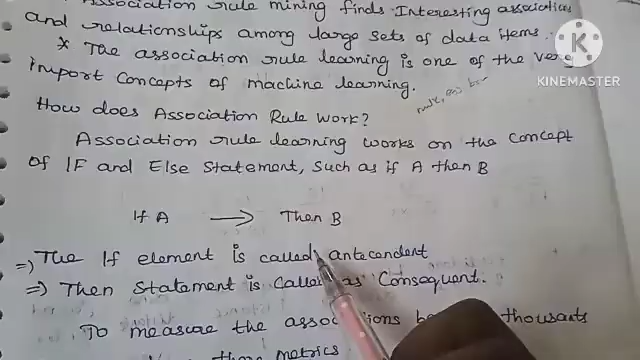 Association rule mining finds Interesting associations
and relationships among large sets of data items.
* The association rule learning is one of the very
import concepts of machine learning.
How does Association Rule work?
Association rule learning works on the concept
of IF and Else Statement, Such as if A then B
If A → Then B
⇒ The If element is called antecendent
⇒ Then Statement is called as Consequent.
To measure the associations thousants
metrics
KINEMASTER